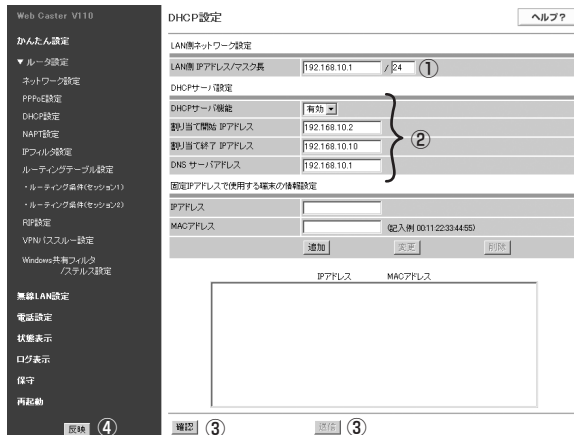 Web Caster V110
かんたん設定
▼ ルータ設定
ネットワーク設定
PPPoE設定
DHCP設定
NAPT設定
IPフィルタ設定
ルーティングテーブル設定
・ルーティング条件(セッション1)
・ルーティング条件(セッション2)
RIP設定
VPNパススルー設定
Windows共有フィルタ
/ステルス設定
無線LAN設定
電話設定
状態表示
ログ表示
保守
再起動
反映 ④
DHCP設定 ヘルプ?
LAN側ネットワーク設定
LAN側 IPアドレス/マスク長 192.168.10.1 / 24 ①
DHCPサーバ設定
DHCPサーバ機能 有効
割り当て開始 IPアドレス 192.168.10.2
割り当て終了 IPアドレス 192.168.10.10
DNS サーバアドレス 192.168.10.1
②
固定IPアドレスで使用する端末の情報設定
IPアドレス
MACアドレス (記入例 00:11:22:33:44:55)
追加 変更 削除
IPアドレス MACアドレス
確認 ③ 送信 ③